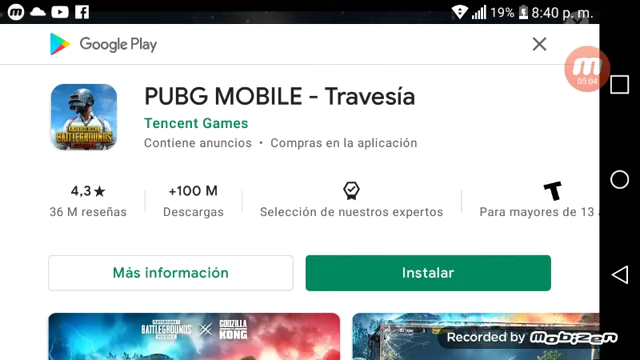 19% 8:40 p. m.
Google Play
05:04
PUBG MOBILE - Travesía
Tencent Games
Contiene anuncios • Compras en la aplicación
4,3★ +100 M
36 M reseñas Descargas Selección de nuestros expertos Para mayores de 13
Más información Instalar
BATTLEGROUNDS
GODZILLA
KONG
Recorded by mobizen